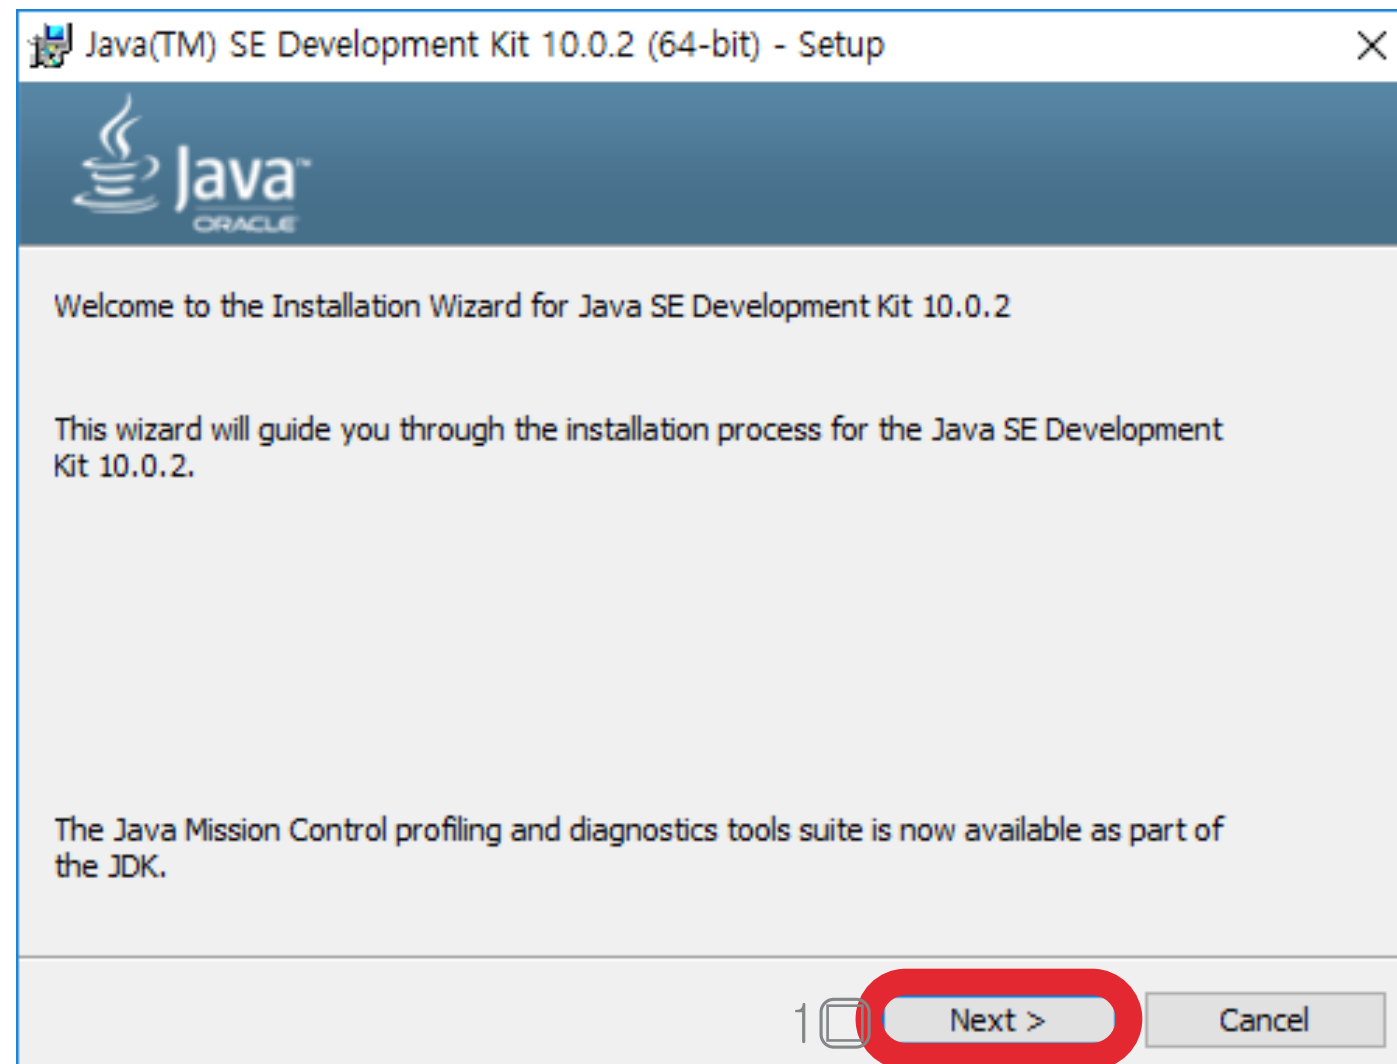 Java(TM) SE Development Kit 10.0.2 (64-bit) - Setup
Java™
ORACLE
Welcome to the Installation Wizard for Java SE Development Kit 10.0.2
This wizard will guide you through the installation process for the Java SE Development
Kit 10.0.2.
The Java Mission Control profiling and diagnostics tools suite is now available as part of
the JDK.
1 Next > Cancel